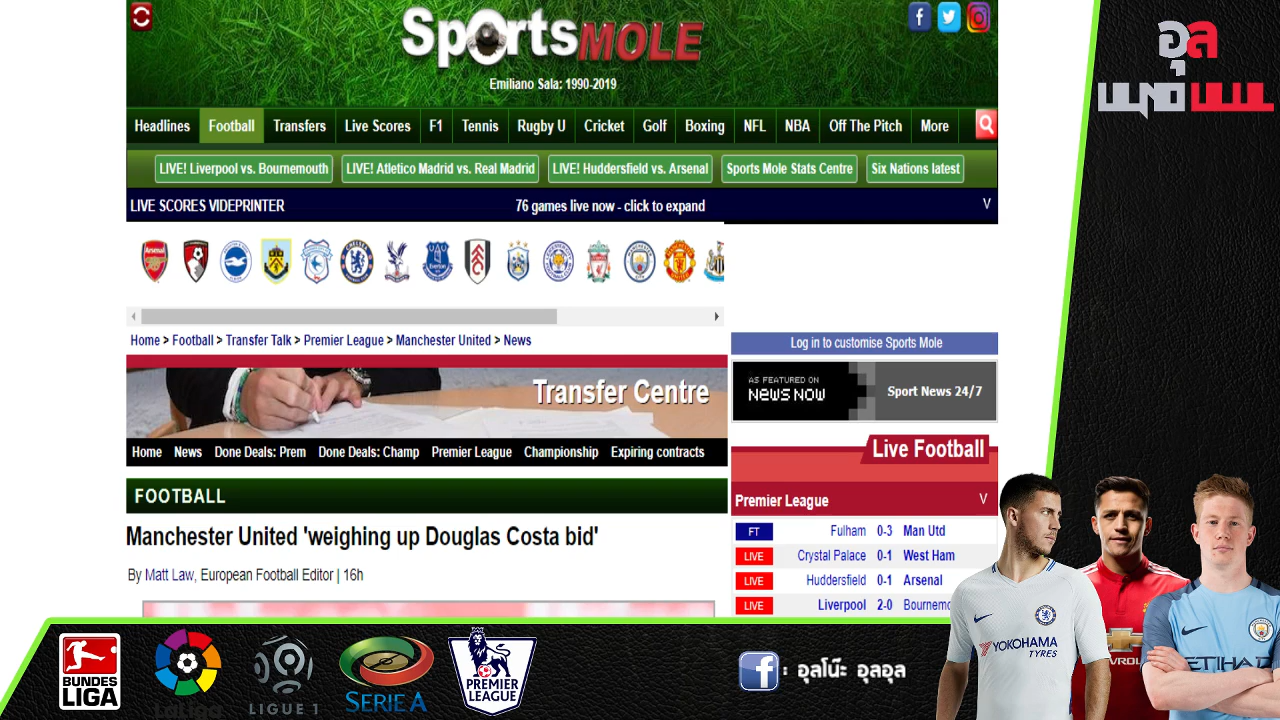 SportsMOLE
Emiliano Sala: 1990-2019
อุล
Headlines Football Transfers Live Scores F1 Tennis Rugby U Cricket Golf Boxing NFL NBA Off The Pitch More
LIVE! Liverpool vs. Bournemouth LIVE! Atletico Madrid vs. Real Madrid LIVE! Huddersfield vs. Arsenal Sports Mole Stats Centre Six Nations latest
LIVE SCORES VIDEPRINTER 76 games live now - click to expand V
Home > Football > Transfer Talk > Premier League > Manchester United > News
Transfer Centre
Home News Done Deals: Prem Done Deals: Champ Premier League Championship Expiring contracts
FOOTBALL
Manchester United 'weighing up Douglas Costa bid'
By Matt Law, European Football Editor | 16h
Log in to customise Sports Mole
AS FEATURED ON
NEWS NOW
Sport News 24/7
Live Football
Premier League V
FT Fulham 0-3 Man Utd
LIVE Crystal Palace 0-1 West Ham
LIVE Huddersfield 0-1 Arsenal
LIVE Liverpool 2-0 Bournemo
YOKOHAMA
TYRES
BUNDES
LIGA
LaLiga
LIGUE 1
SERIE A
PREMIER
LEAGUE
: อุลโน๊ะ อุลอุล